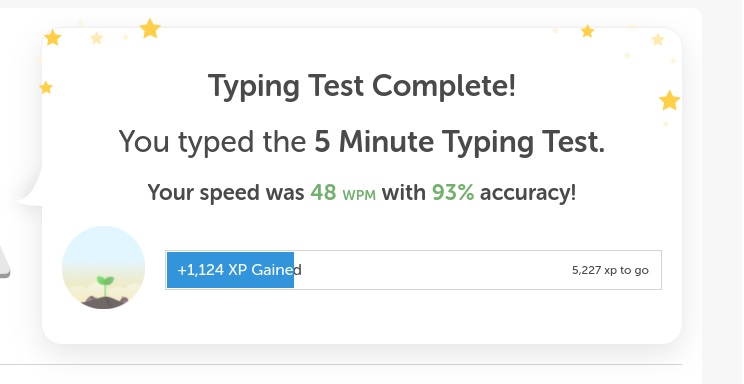 Typing Test Complete!
You typed the 5 Minute Typing Test.
Your speed was 48 WPM with 93% accuracy!
+1,124 XP Gained
5,227 xp to go